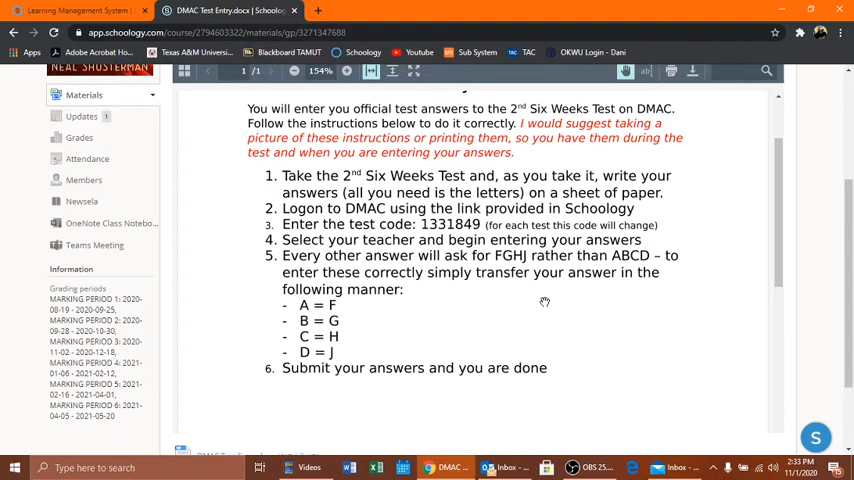 Learning Management System |
DMAC Test Entry.docx | Schoolog
app.schoology.com/course/2794603322/materials/gp/3271347688
Apps
Adobe Acrobat Ho...
Texas A&M Universi...
Blackboard TAMUT
Schoology
YouTube
Sub System
TAC
OKWU Login - Dani
NEAL SHUSTERMAN
1 /1
154%
ab|
Materials
Updates 1
Grades
Attendance
Members
Newsela
OneNote Class Notebo...
Teams Meeting
Information
Grading periods
MARKING PERIOD 1: 2020-
08-19 - 2020-09-25,
MARKING PERIOD 2: 2020-
09-28 - 2020-10-30,
MARKING PERIOD 3: 2020-
11-02 - 2020-12-18,
MARKING PERIOD 4: 2021-
01-06 - 2021-02-12,
MARKING PERIOD 5: 2021-
02-16 - 2021-04-01,
MARKING PERIOD 6: 2021-
04-05 - 2021-05-20
You will enter you official test answers to the 2nd Six Weeks Test on DMAC.
Follow the instructions below to do it correctly. I would suggest taking a
picture of these instructions or printing them, so you have them during the
test and when you are entering your answers.
1. Take the 2nd Six Weeks Test and, as you take it, write your
answers (all you need is the letters) on a sheet of paper.
2. Logon to DMAC using the link provided in Schoology
3. Enter the test code: 1331849 (for each test this code will change)
4. Select your teacher and begin entering your answers
5. Every other answer will ask for FGHJ rather than ABCD – to
enter these correctly simply transfer your answer in the
following manner:
- A = F
- B = G
- C = H
- D = J
6. Submit your answers and you are done
S
Type here to search
Videos
DMAC ...
Inbox - ...
OBS 25....
Inbox - ...
2:33 PM
11/1/2020
15